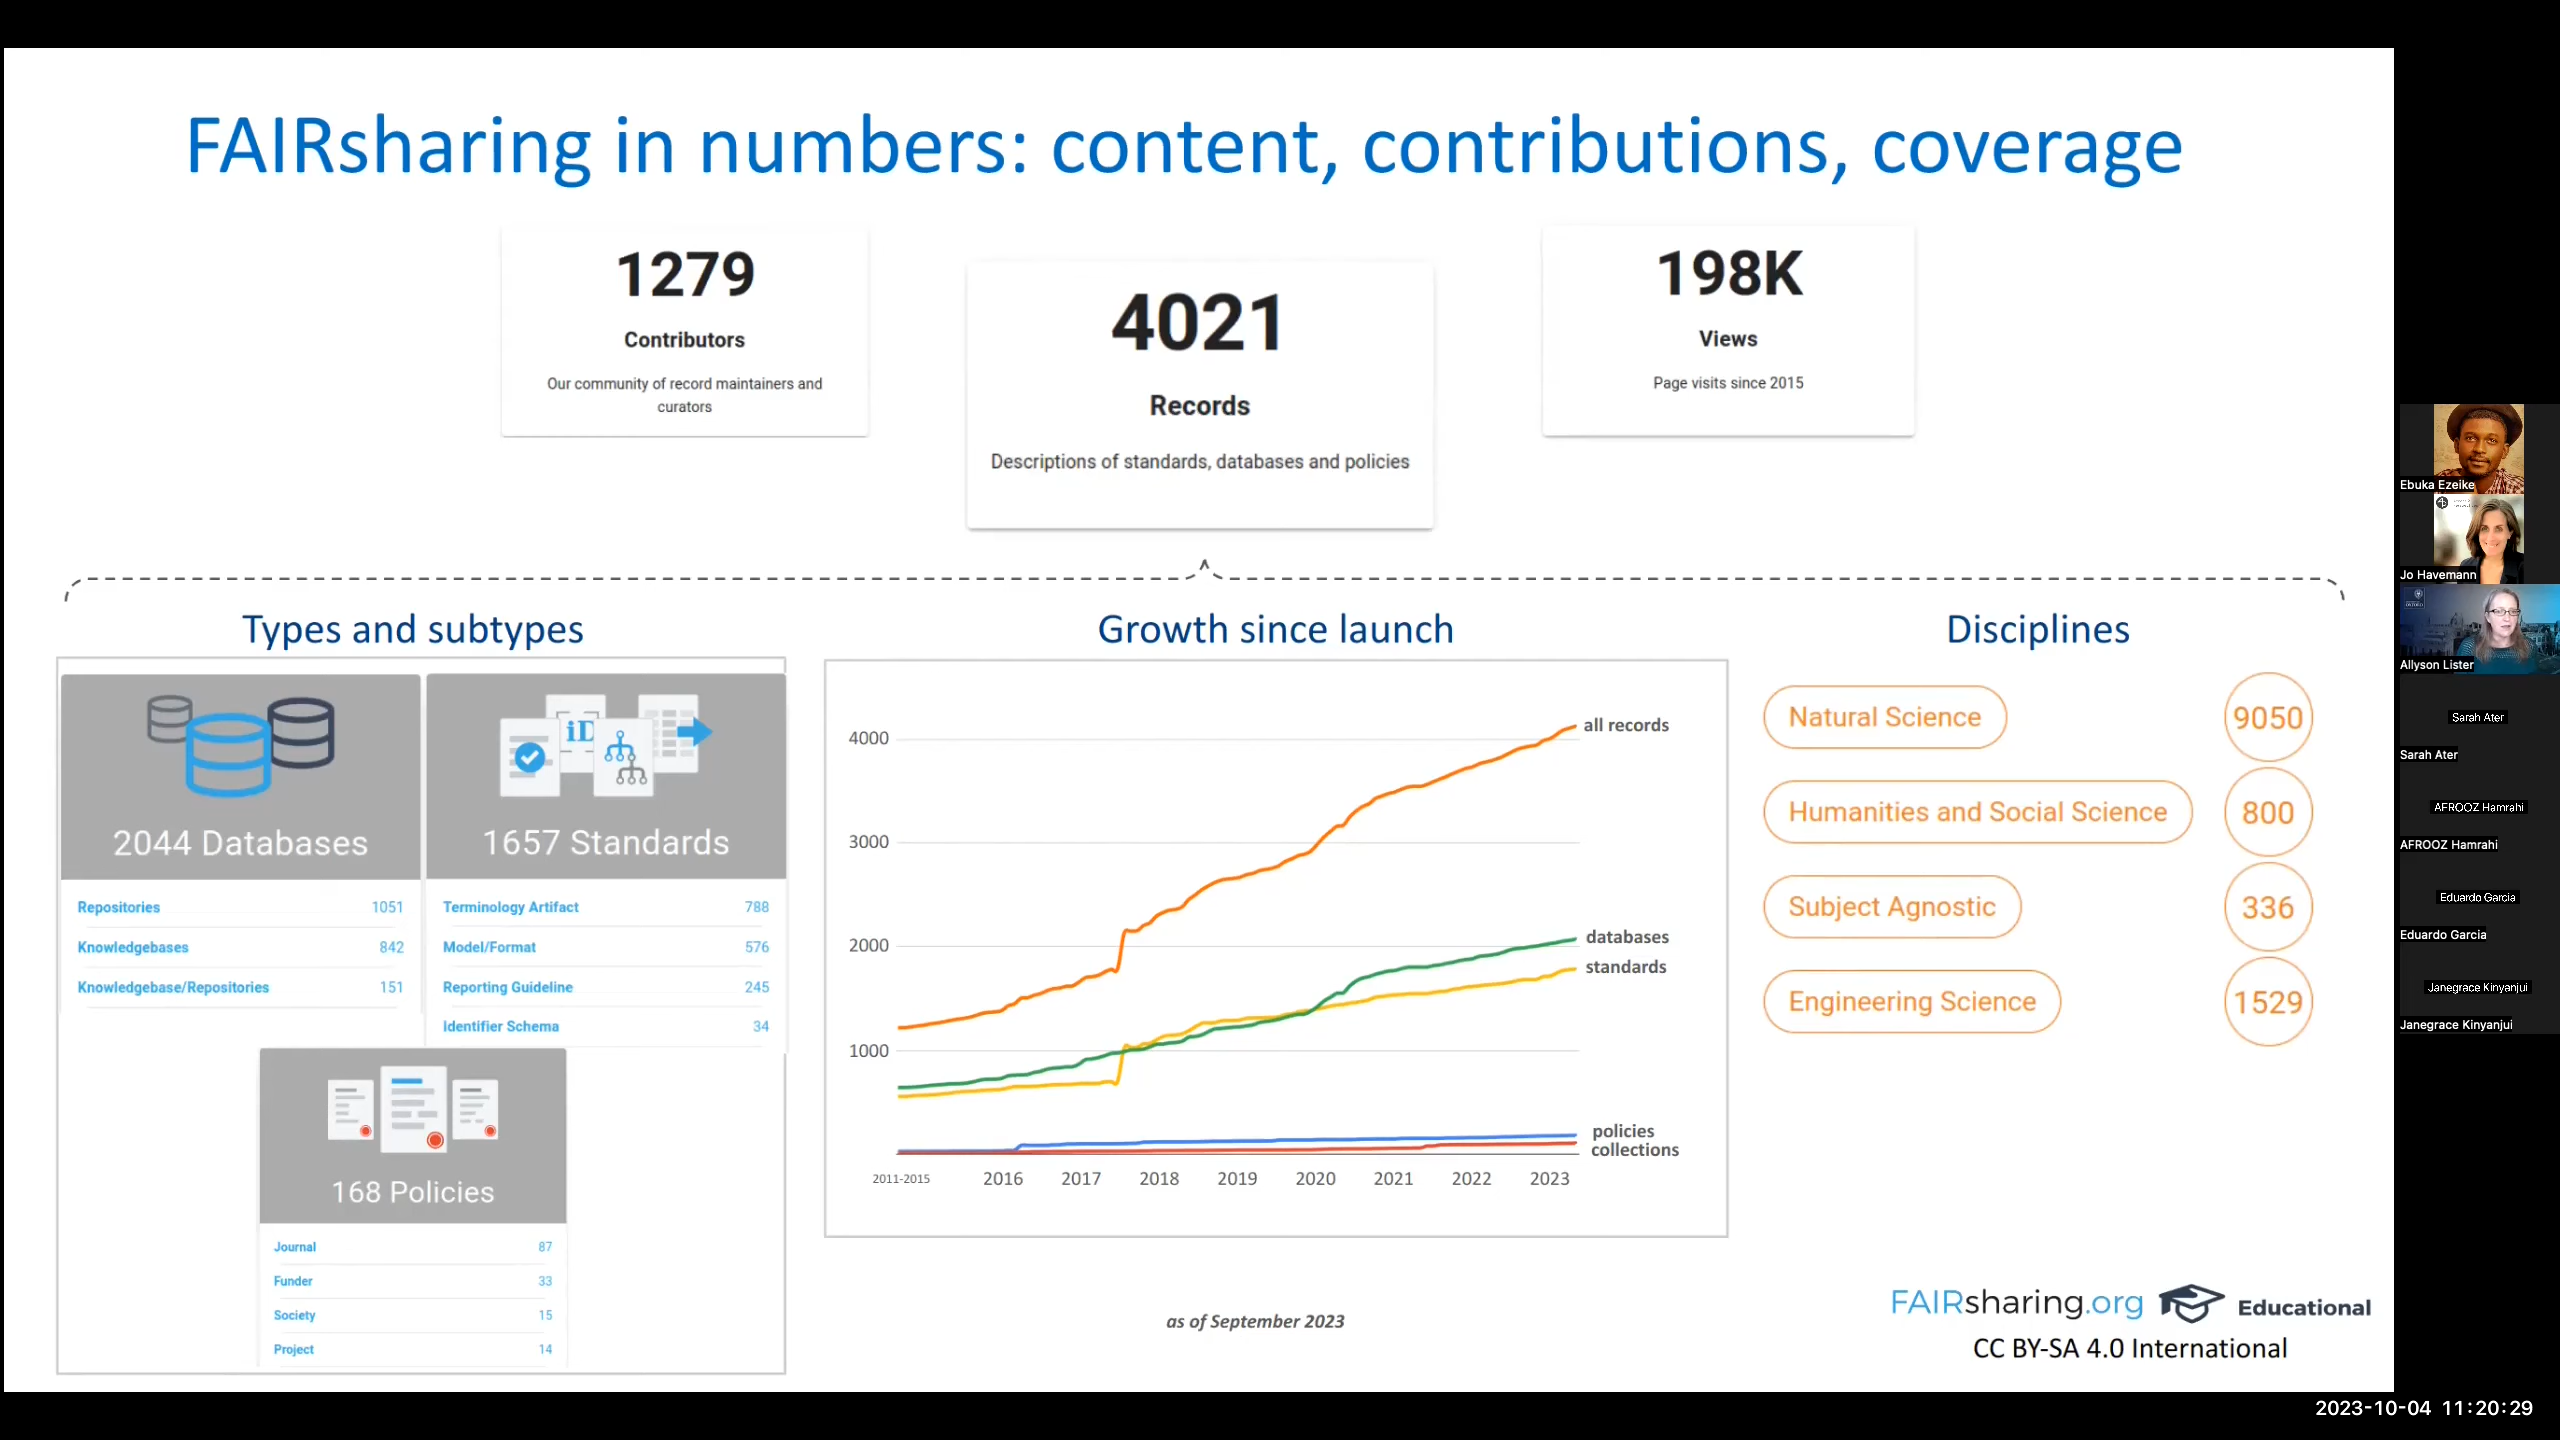 FAIRsharing in numbers: content, contributions, coverage
1279
Contributors
Our community of record maintainers and
curators
4021
Records
Descriptions of standards, databases and policies
198K
Views
Page visits since 2015
Types and subtypes
2044 Databases
Repositories 1051
Knowledgebases 842
Knowledgebase/Repositories 151
iD
1657 Standards
Terminology Artifact 788
Model/Format 576
Reporting Guideline 245
Identifier Schema 34
168 Policies
Journal 87
Funder 33
Society 15
Project 14
Growth since launch
4000
3000
2000
1000
all records
databases
standards
policies
collections
2011-2015 2016 2017 2018 2019 2020 2021 2022 2023
as of September 2023
Disciplines
Natural Science 9050
Humanities and Social Science 800
Subject Agnostic 336
Engineering Science 1529
FAIRsharing.org Educational
CC BY-SA 4.0 International
Ebuka Ezeike
Jo Havemann
Allyson Lister
Sarah Ater
Sarah Ater
AFROOZ Hamrahi
AFROOZ Hamrahi
Eduardo Garcia
Eduardo Garcia
Janegrace Kinyanjui
Janegrace Kinyanjui
2023-10-04 11:20:29